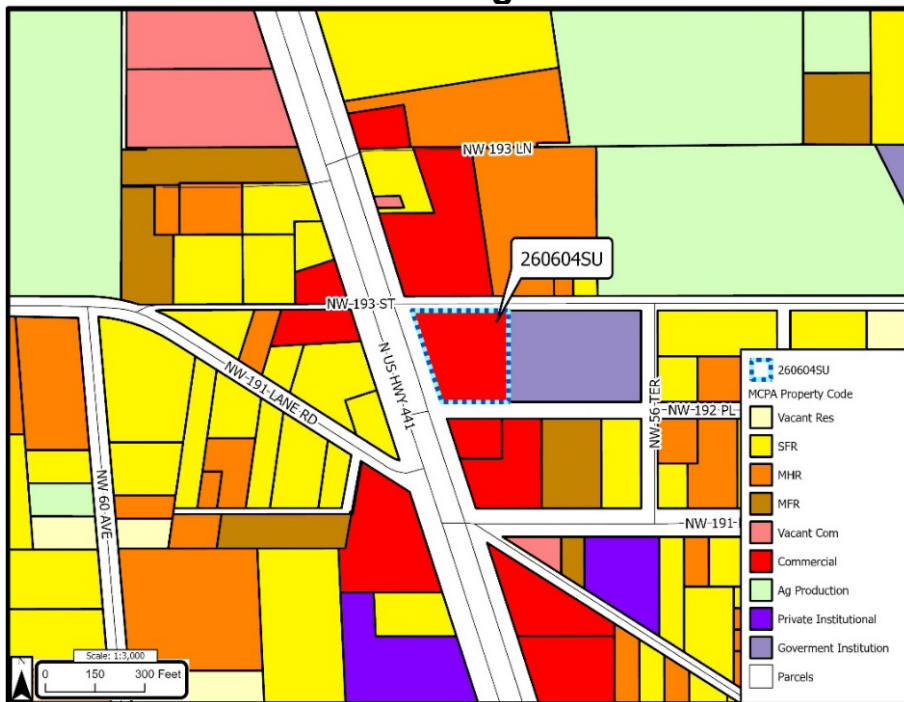 NW 193 LN
260604SU
NW 193 ST
N US HWY 441
NW 191 LANE RD
NW 56 TER
NW 192 PL
NW 60 AVE
NW 191
260604SU
MCPA Property Code
Vacant Res
SFR
MHR
MFR
Vacant Com
Commercial
Ag Production
Private Institutional
Goverment Institution
Parcels
N
Scale: 1:3,000
0 150 300 Feet